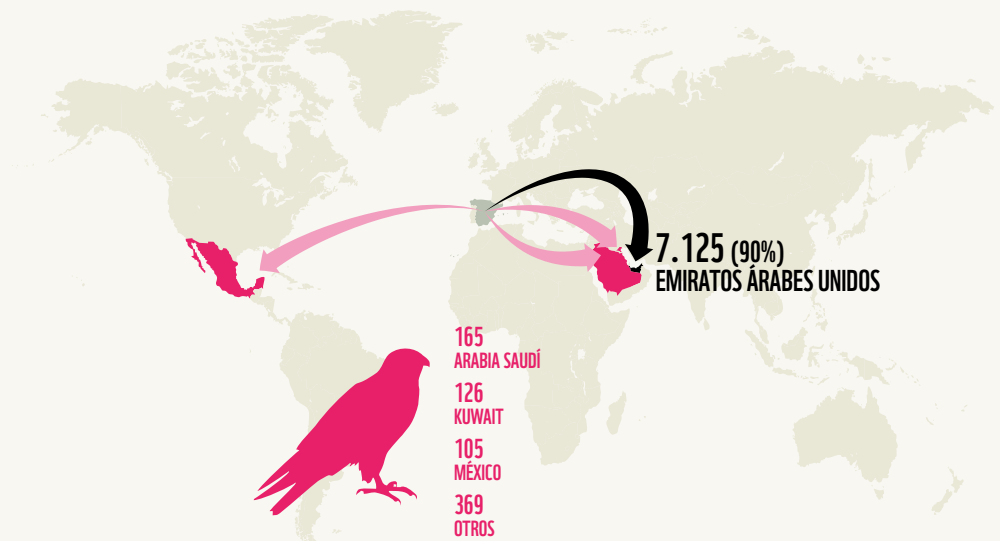 7.125 (90%)
EMIRATOS ÁRABES UNIDOS
165
ARABIA SAUDÍ
126
KUWAIT
105
MÉXICO
369
OTROS